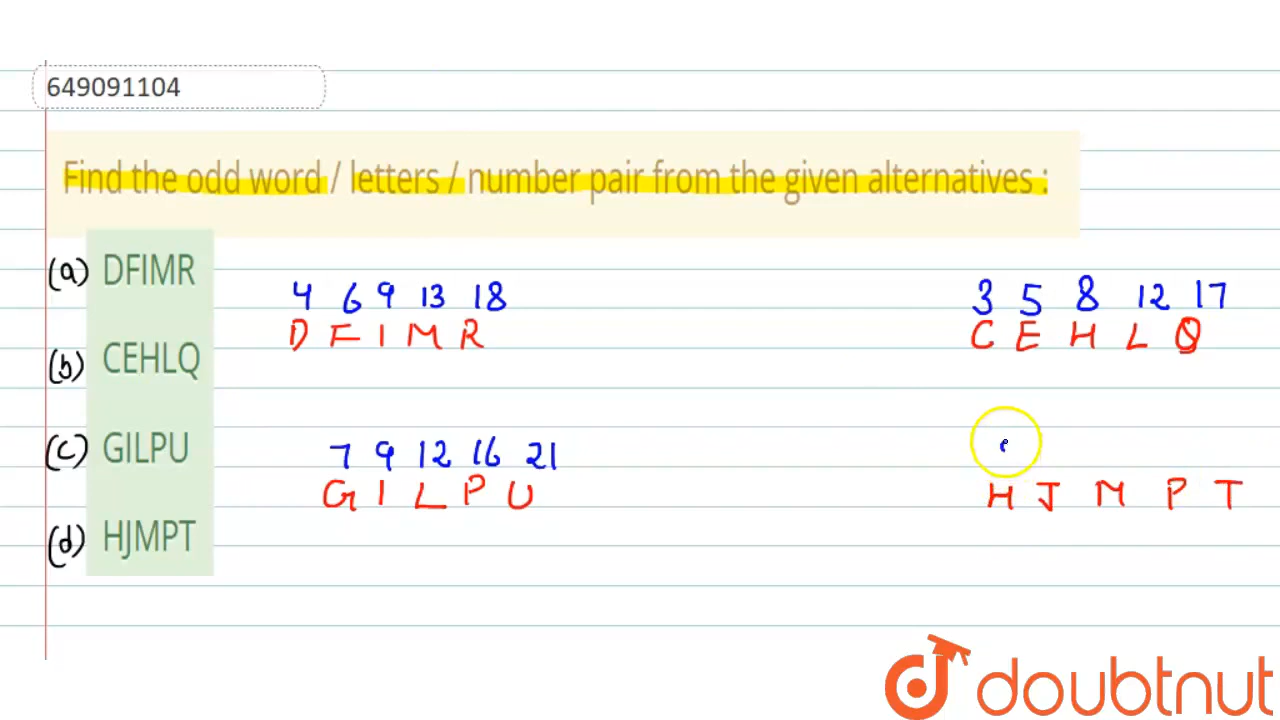 649091104
Find the odd word / letters / number pair from the given alternatives :
(a) DFIMR
4 6 9 13 18
D F I M R
3 5 8 12 17
C E H L Q
(b) CEHLQ
(c) GILPU
7 9 12 16 21
G I L P U
H J M P T
(d) HJMPT
doubtnut